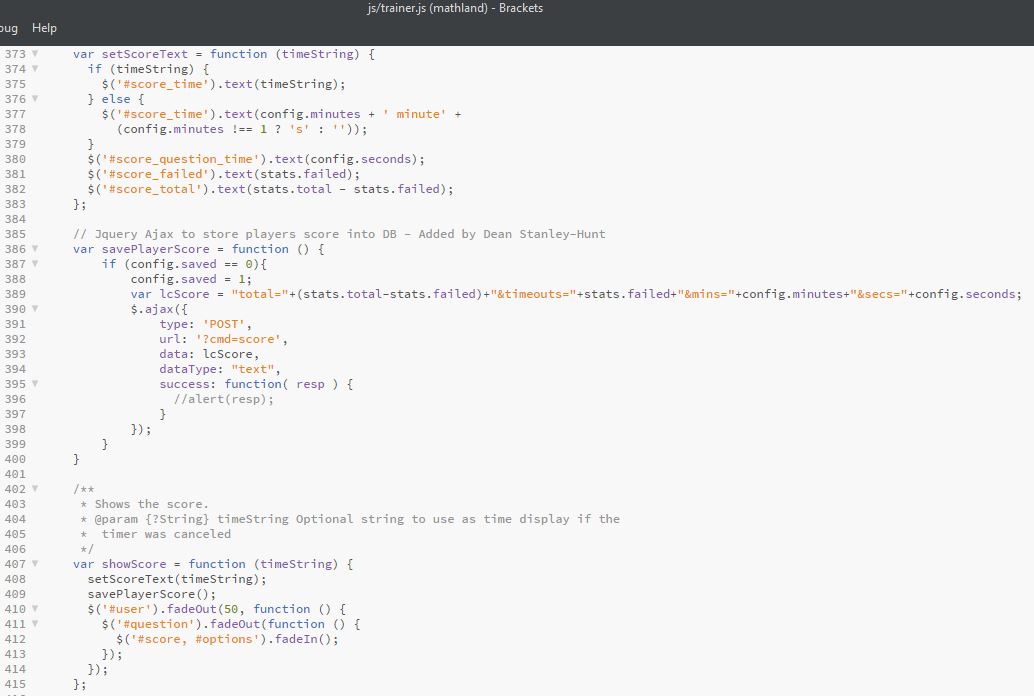 js/trainer.js (mathland) - Brackets
oug Help
373 var setScoreText = function (timeString) {
374 if (timeString) {
375 $('#score_time').text(timeString);
376 } else {
377 $('#score_time').text(config.minutes + ' minute' +
378 (config.minutes !== 1 ? 's' : ''));
379 }
380 $('#score_question_time').text(config.seconds);
381 $('#score_failed').text(stats.failed);
382 $('#score_total').text(stats.total - stats.failed);
383 };
384
385 // Jquery Ajax to store players score into DB - Added by Dean Stanley-Hunt
386 var savePlayerScore = function () {
387 if (config.saved == 0){
388 config.saved = 1;
389 var lcScore = "total="+(stats.total-stats.failed)+"&timeouts="+stats.failed+"&mins="+config.minutes+"&secs="+config.seconds;
390 $.ajax({
391 type: 'POST',
392 url: '?cmd=score',
393 data: lcScore,
394 dataType: "text",
395 success: function( resp ) {
396 //alert(resp);
397 }
398 });
399 }
400 }
401
402 /**
403 * Shows the score.
404 * @param {?String} timeString Optional string to use as time display if the
405 * timer was canceled
406 */
407 var showScore = function (timeString) {
408 setScoreText(timeString);
409 savePlayerScore();
410 $('#user').fadeOut(50, function () {
411 $('#question').fadeOut(function () {
412 $('#score, #options').fadeIn();
413 });
414 });
415 };